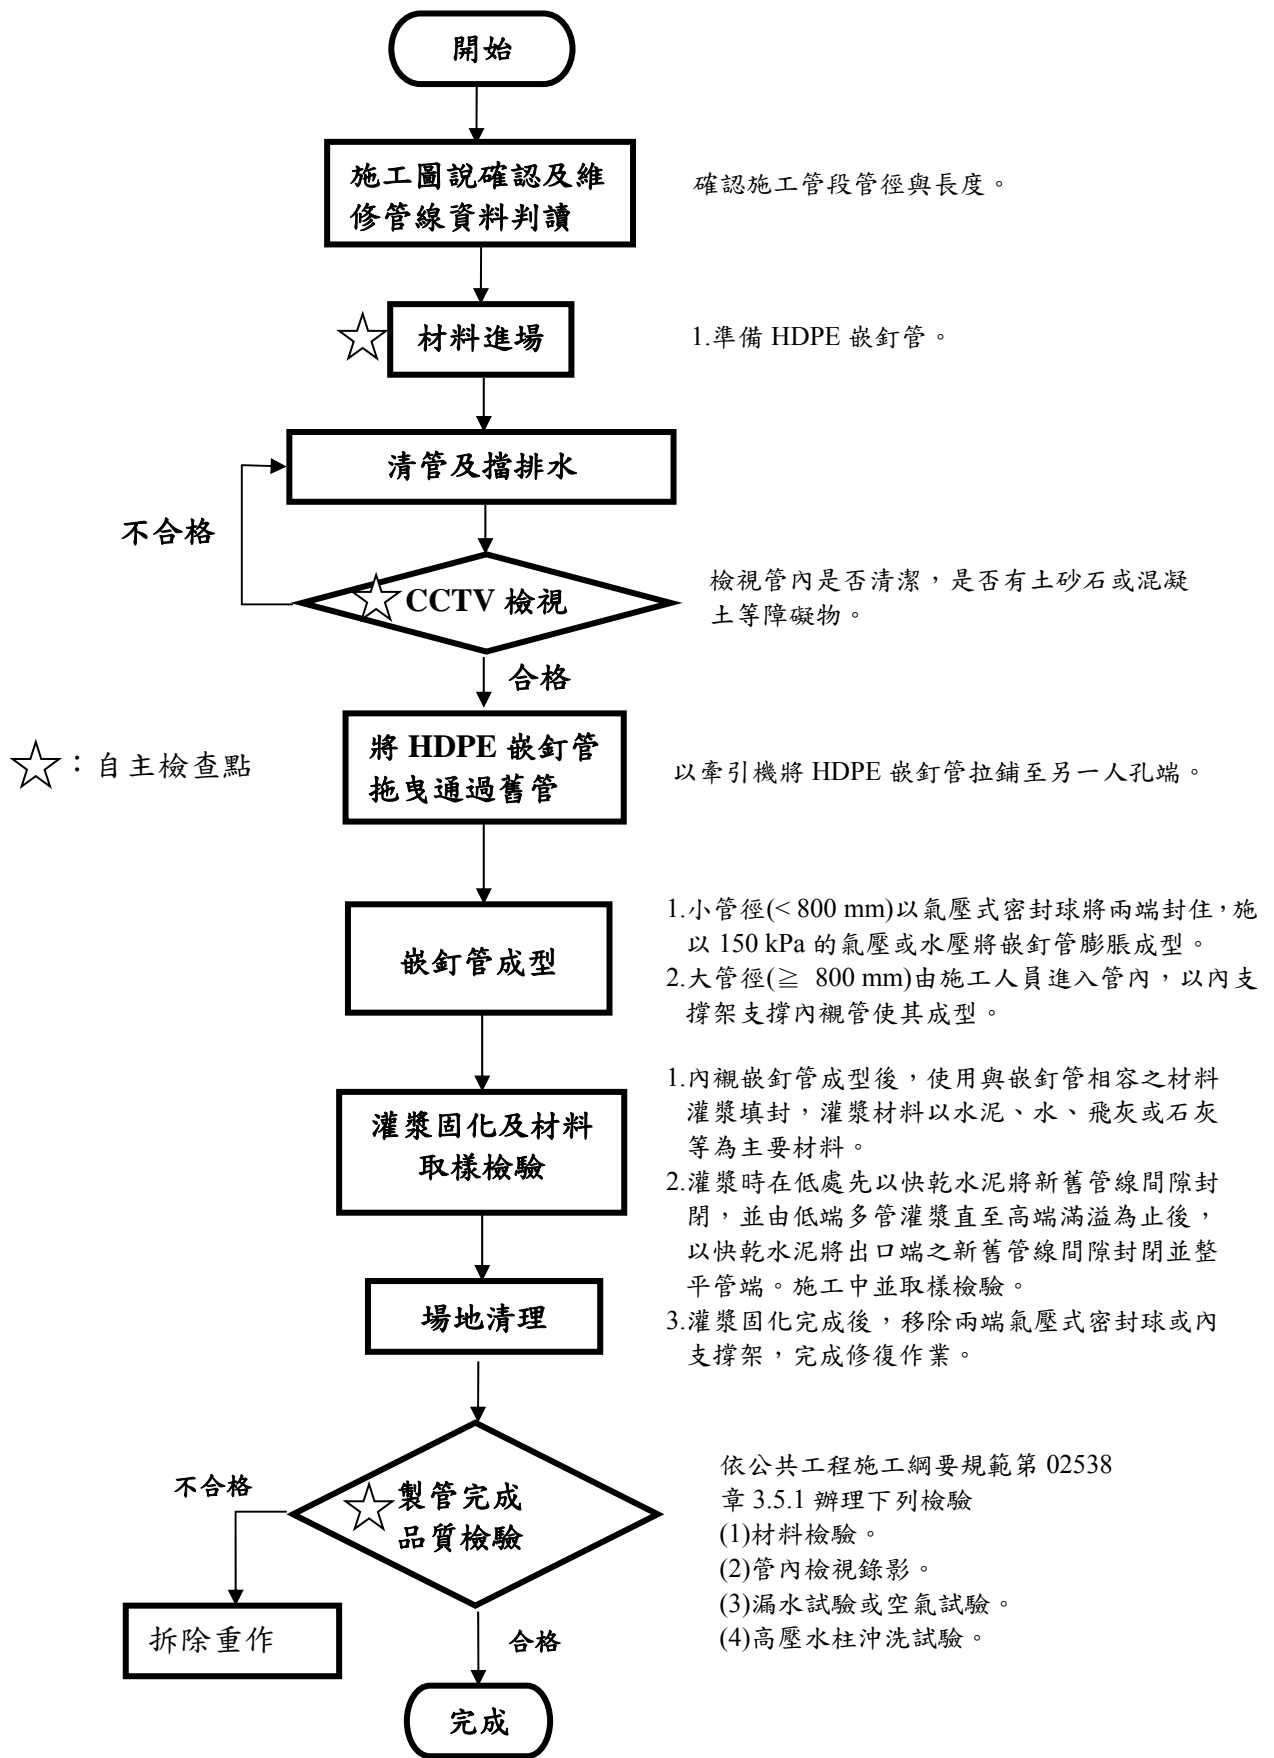 開始
施工圖說確認及維
修管線資料判讀
確認施工管段管徑與長度。
材料進場
1.準備 HDPE 嵌釘管。
清管及擋排水
不合格
CCTV 檢視
檢視管內是否清潔，是否有土砂石或混凝
土等障礙物。
合格
將 HDPE 嵌釘管
拖曳通過舊管
：自主檢查點
以牽引機將 HDPE 嵌釘管拉鋪至另一人孔端。
嵌釘管成型
1.小管徑(< 800 mm)以氣壓式密封球將兩端封住，施
以 150 kPa 的氣壓或水壓將嵌釘管膨脹成型。
2.大管徑(≧ 800 mm)由施工人員進入管內，以內支
撐架支撐內襯管使其成型。
灌漿固化及材料
取樣檢驗
1.內襯嵌釘管成型後，使用與嵌釘管相容之材料
灌漿填封，灌漿材料以水泥、水、飛灰或石灰
等為主要材料。
2.灌漿時在低處先以快乾水泥將新舊管線間隙封
閉，並由低端多管灌漿直至高端滿溢為止後，
以快乾水泥將出口端之新舊管線間隙封閉並整
平管端。施工中並取樣檢驗。
3.灌漿固化完成後，移除兩端氣壓式密封球或內
支撐架，完成修復作業。
場地清理
不合格
製管完成
品質檢驗
依公共工程施工綱要規範第 02538
章 3.5.1 辦理下列檢驗
(1)材料檢驗。
(2)管內檢視錄影。
(3)漏水試驗或空氣試驗。
(4)高壓水柱沖洗試驗。
拆除重作
合格
完成